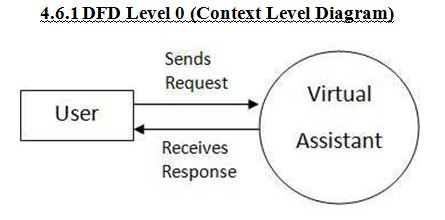 4.6.1 DFD Level 0 (Context Level Diagram)
Sends
Request
User
Virtual
Assistant
Receives
Response